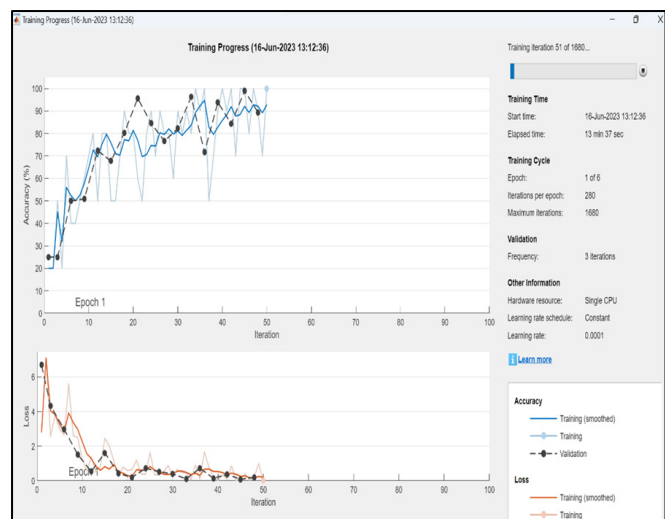 Training Progress (16-Jun-2023 13:12:36)
Training Progress (16-Jun-2023 13:12:36)
Accuracy (%)
100
90
80
70
60
50
40
30
20
10
0
Epoch 1
0 10 20 30 40 50 60 70 80 90 100
Iteration
Loss
6
4
2
0
Epoch 1
0 10 20 30 40 50 60 70 80 90 100
Iteration
Training iteration 51 of 1680...
Training Time
Start time: 16-Jun-2023 13:12:36
Elapsed time: 13 min 37 sec
Training Cycle
Epoch: 1 of 6
Iterations per epoch: 280
Maximum iterations: 1680
Validation
Frequency: 3 iterations
Other Information
Hardware resource: Single CPU
Learning rate schedule: Constant
Learning rate: 0.0001
i Learn more
Accuracy
Training (smoothed)
Training
Validation
Loss
Training (smoothed)
Training